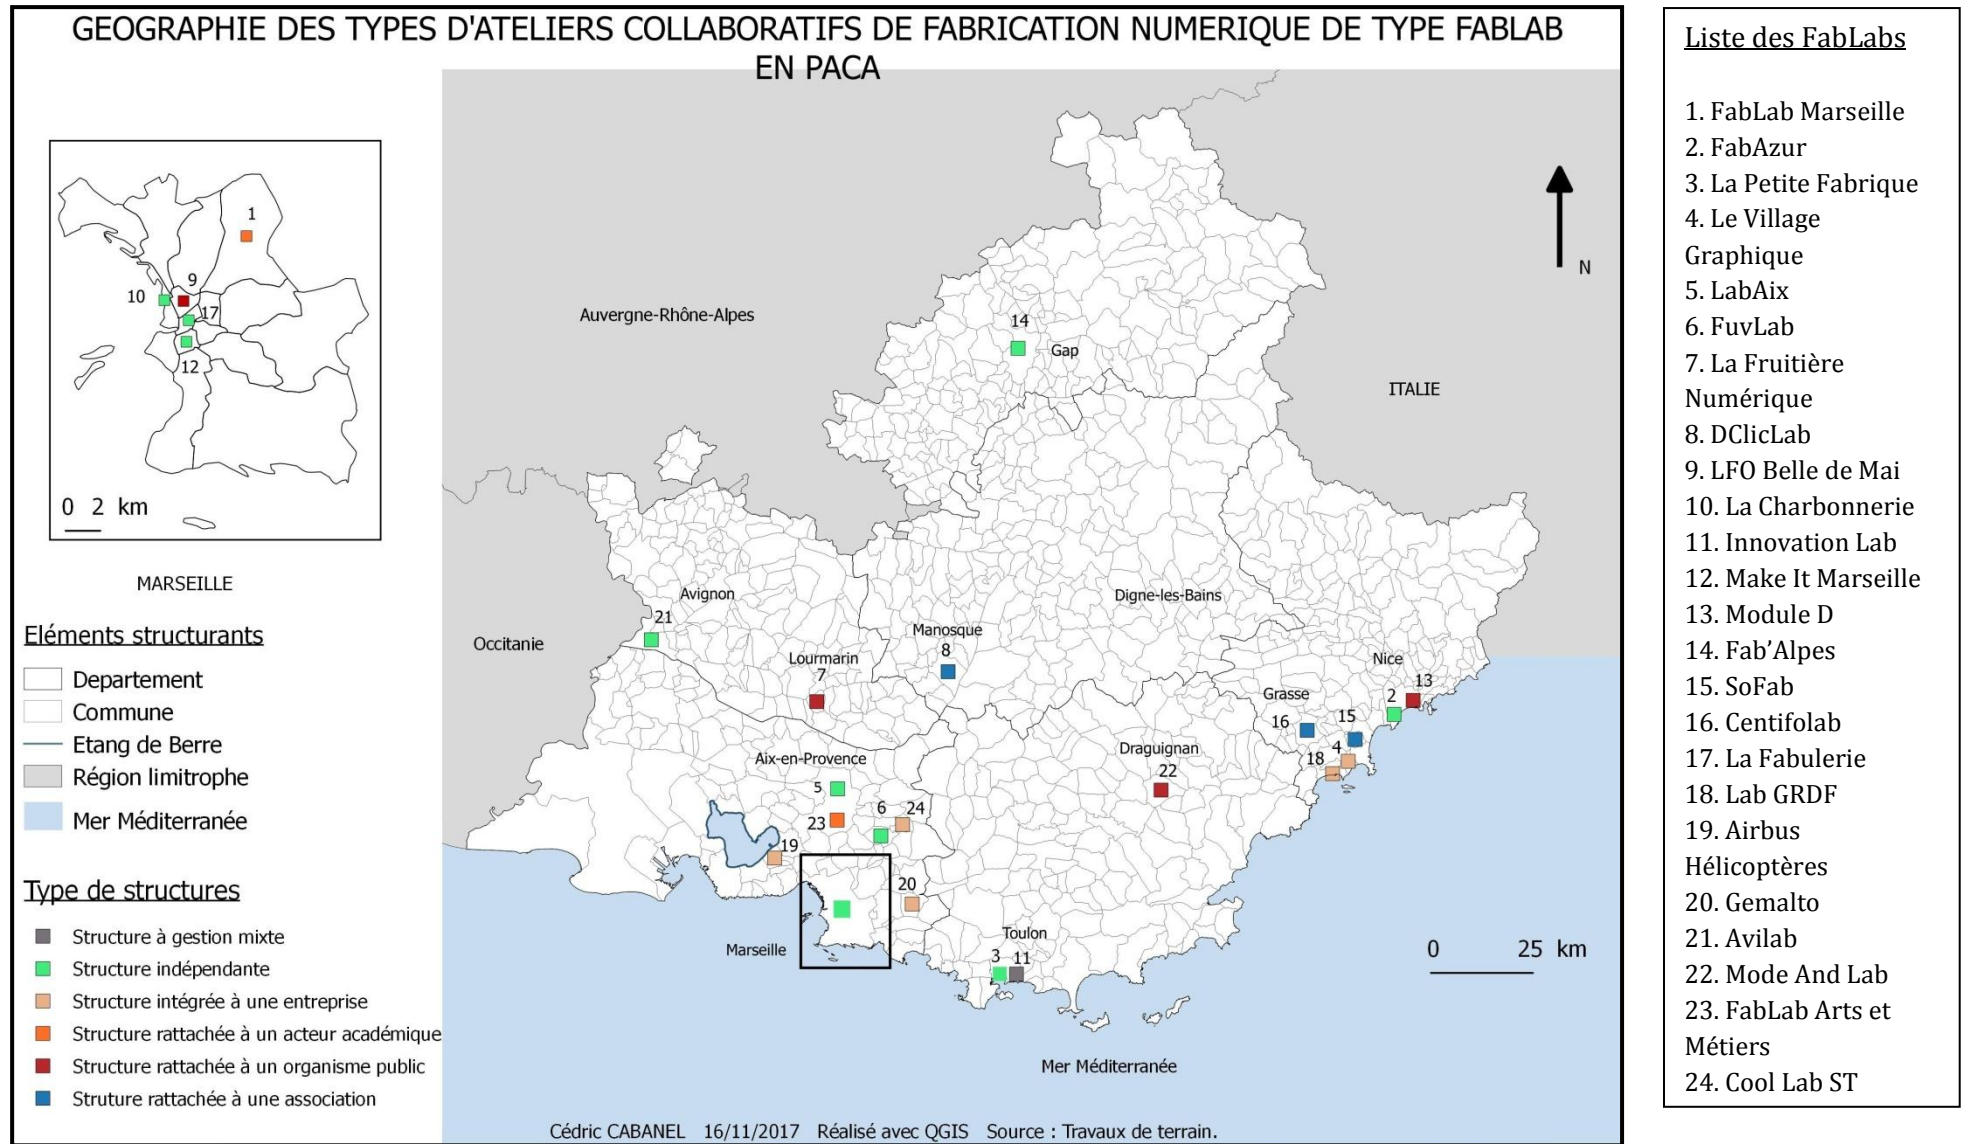 GEOGRAPHIE DES TYPES D'ATELIERS COLLABORATIFS DE FABRICATION NUMERIQUE DE TYPE FABLAB
EN PACA
1
9
10
17
12
0 2 km
MARSEILLE
Eléments structurants
Departement
Commune
Etang de Berre
Région limitrophe
Mer Méditerranée
Type de structures
Structure à gestion mixte
Structure indépendante
Structure intégrée à une entreprise
Structure rattachée à un acteur académique
Structure rattachée à un organisme public
Struture rattachée à une association
N
Auvergne-Rhône-Alpes
14
Gap
ITALIE
Avignon
Digne-les-Bains
21
Manosque
8
Occitanie
Lourmarin
7
Nice
13
2
Grasse
16
15
4
18
Aix-en-Provence
5
Draguignan
22
6
24
23
19
20
Marseille
Toulon
3
11
0 25 km
Mer Méditerranée
Cédric CABANEL 16/11/2017 Réalisé avec QGIS Source : Travaux de terrain.
Liste des FabLabs
1. FabLab Marseille
2. FabAzur
3. La Petite Fabrique
4. Le Village
Graphique
5. LabAix
6. FuvLab
7. La Fruitière
Numérique
8. DClicLab
9. LFO Belle de Mai
10. La Charbonnerie
11. Innovation Lab
12. Make It Marseille
13. Module D
14. Fab’Alpes
15. SoFab
16. Centifolab
17. La Fabulerie
18. Lab GRDF
19. Airbus
Hélicoptères
20. Gemalto
21. Avilab
22. Mode And Lab
23. FabLab Arts et
Métiers
24. Cool Lab ST